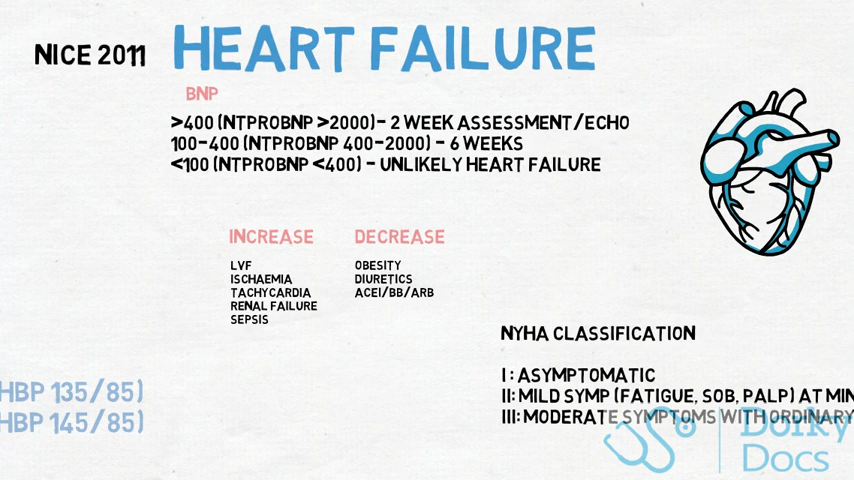 NICE 2011 HEART FAILURE
BNP
>400 (NTPROBNP >2000)- 2 WEEK ASSESSMENT/ECHO
100-400 (NTPROBNP 400-2000) - 6 WEEKS
<100 (NTPROBNP <400) - UNLIKELY HEART FAILURE
INCREASE DECREASE
LVF OBESITY
ISCHAEMIA DIURETICS
TACHYCARDIA ACEI/BB/ARB
RENAL FAILURE
SEPSIS
NYHA CLASSIFICATION
I : ASYMPTOMATIC
II: MILD SYMP (FATIGUE, SOB, PALP) AT MIN
III: MODERATE SYMPTOMS WITH ORDINARY
HBP 135/85)
HBP 145/85)
Dorky
Docs